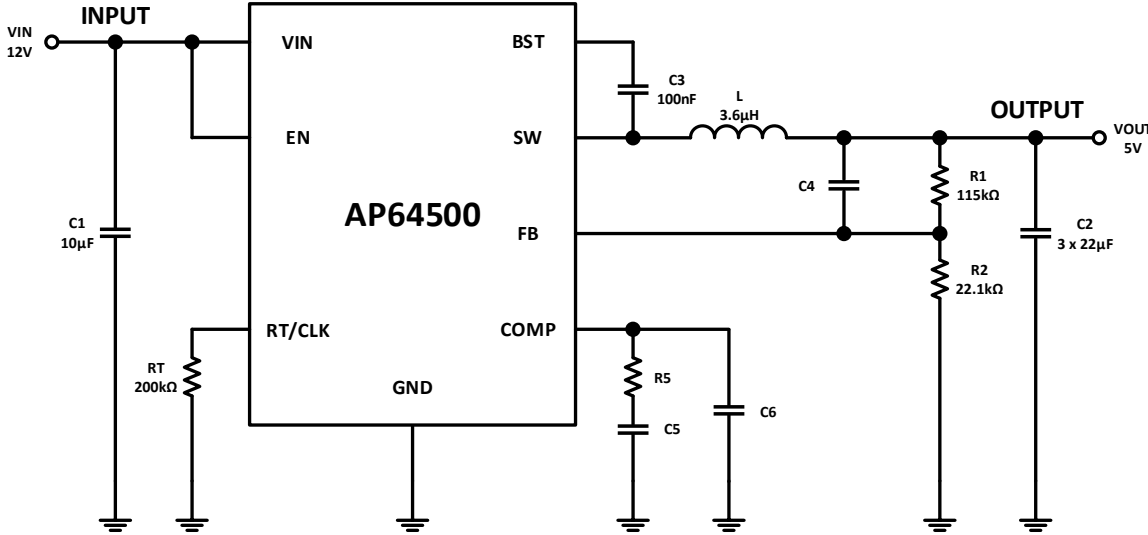 INPUT
VIN
12V
VIN
BST
C3
100nF
L
3.6µH
OUTPUT
VOUT
5V
EN
SW
C4
R1
115kΩ
C1
10µF
AP64500
FB
C2
3 x 22µF
R2
22.1kΩ
RT/CLK
COMP
RT
200kΩ
GND
R5
C5
C6